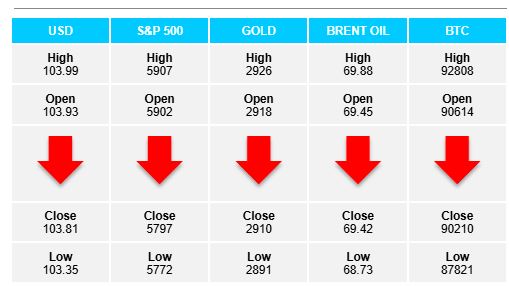 USD S&P 500 GOLD BRENT OIL BTC
High High High High High
103.99 5907 2926 69.88 92808
Open Open Open Open Open
103.93 5902 2918 69.45 90614
Close Close Close Close Close
103.81 5797 2910 69.42 90210
Low Low Low Low Low
103.35 5772 2891 68.73 87821